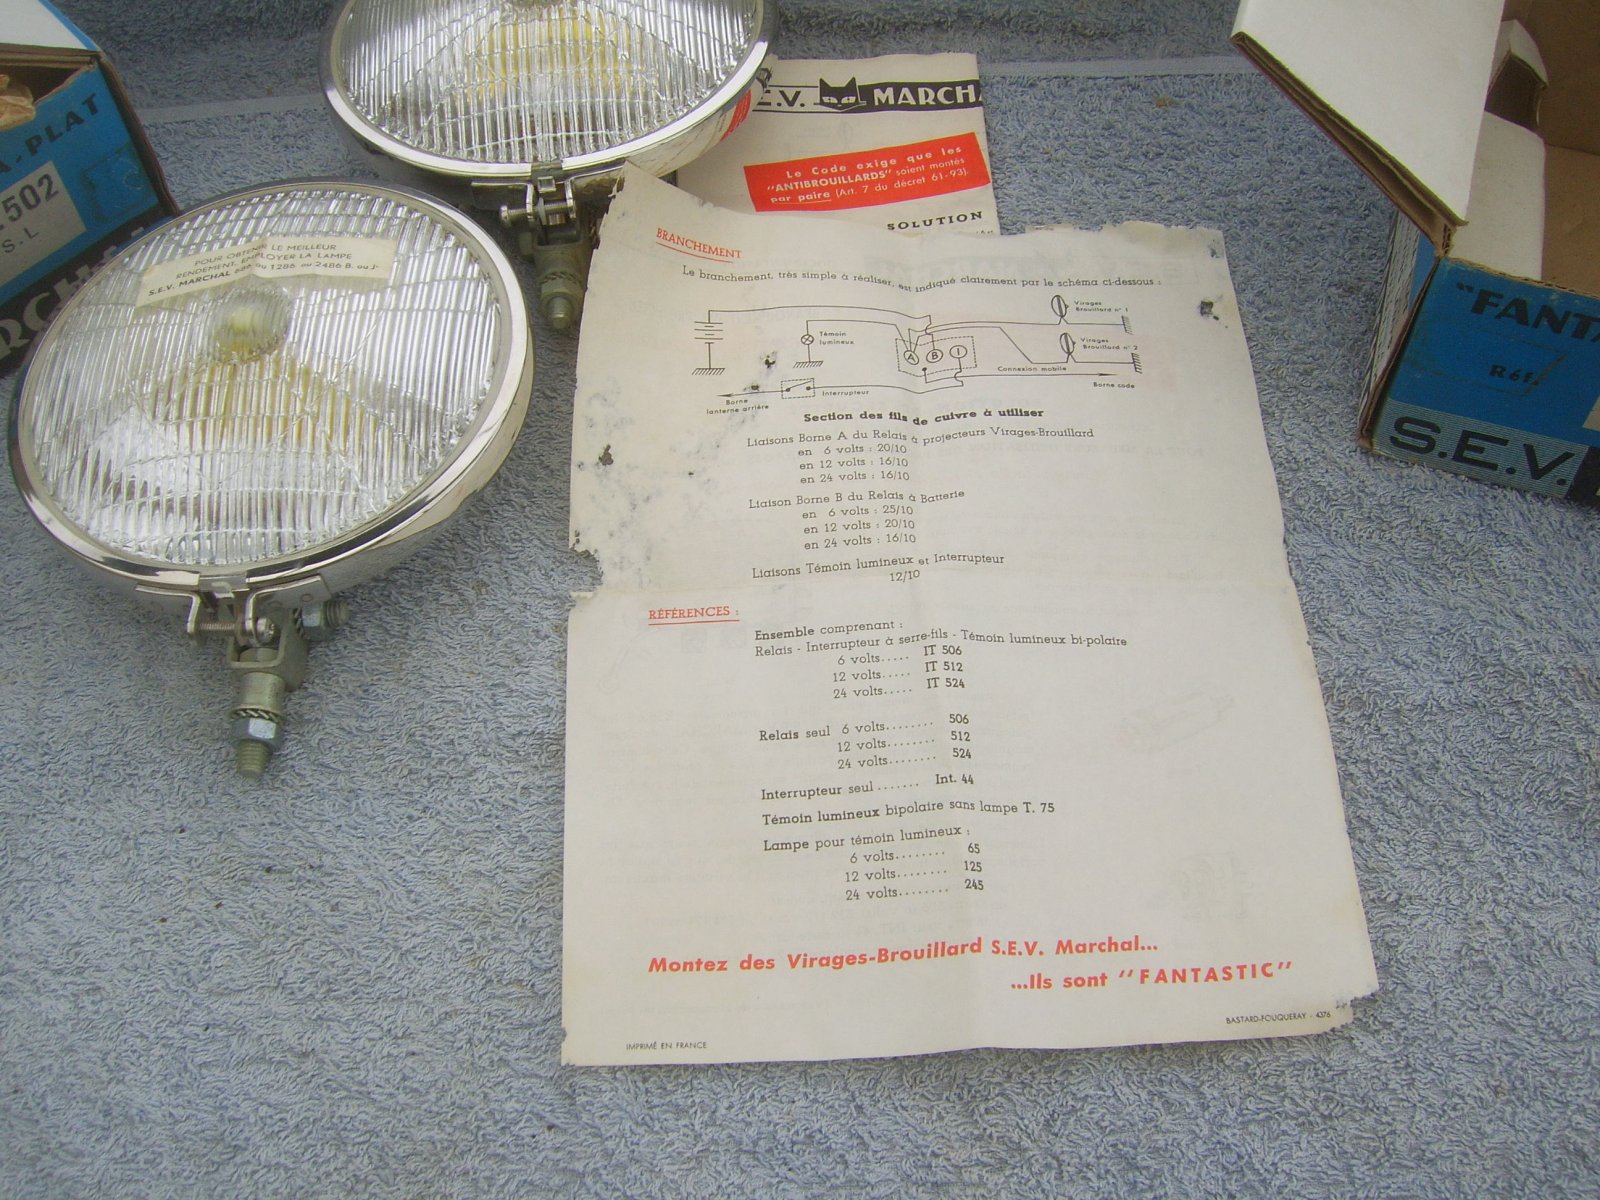 A-PLAT
2502
S.L
POUR OBTENIR LE MEILLEUR
RENDEMENT, EMPLOYER LA LAMPE
S.E.V. MARCHAL 686 ou 1286 ou 2486 B. ou J.
E.V. MARCHA
Le Code exige que les
"ANTIBROUILLARDS" soient montés
par paire (Art. 7 du décret 61-93).
SOLUTION
BRANCHEMENT
Le branchement, très simple à réaliser, est indiqué clairement par le schéma ci-dessous :
Virages
Brouillard n° 1
Témoin
lumineux
A B I
Virages
Brouillard n° 2
Connexion mobile
Borne code
Interrupteur
Borne
lanterne arrière
Section des fils de cuivre à utiliser
Liaisons Borne A du Relais à projecteurs Virages-Brouillard
en 6 volts : 20/10
en 12 volts : 16/10
en 24 volts : 16/10
Liaison Borne B du Relais à Batterie
en 6 volts : 25/10
en 12 volts : 20/10
en 24 volts : 16/10
Liaisons Témoin lumineux et Interrupteur
12/10
RÉFÉRENCES :
Ensemble comprenant :
Relais - Interrupteur à serre-fils - Témoin lumineux bi-polaire
6 volts..... IT 506
12 volts..... IT 512
24 volts..... IT 524
Relais seul 6 volts........ 506
12 volts........ 512
24 volts........ 524
Interrupteur seul ....... Int. 44
Témoin lumineux bipolaire sans lampe T. 75
Lampe pour témoin lumineux :
6 volts........ 65
12 volts........ 125
24 volts........ 245
Montez des Virages-Brouillard S.E.V. Marchal...
...Ils sont "FANTASTIC"
BASTARD-FOUQUERAY - 4376
IMPRIMÉ EN FRANCE
"FANTA
S.E.V.